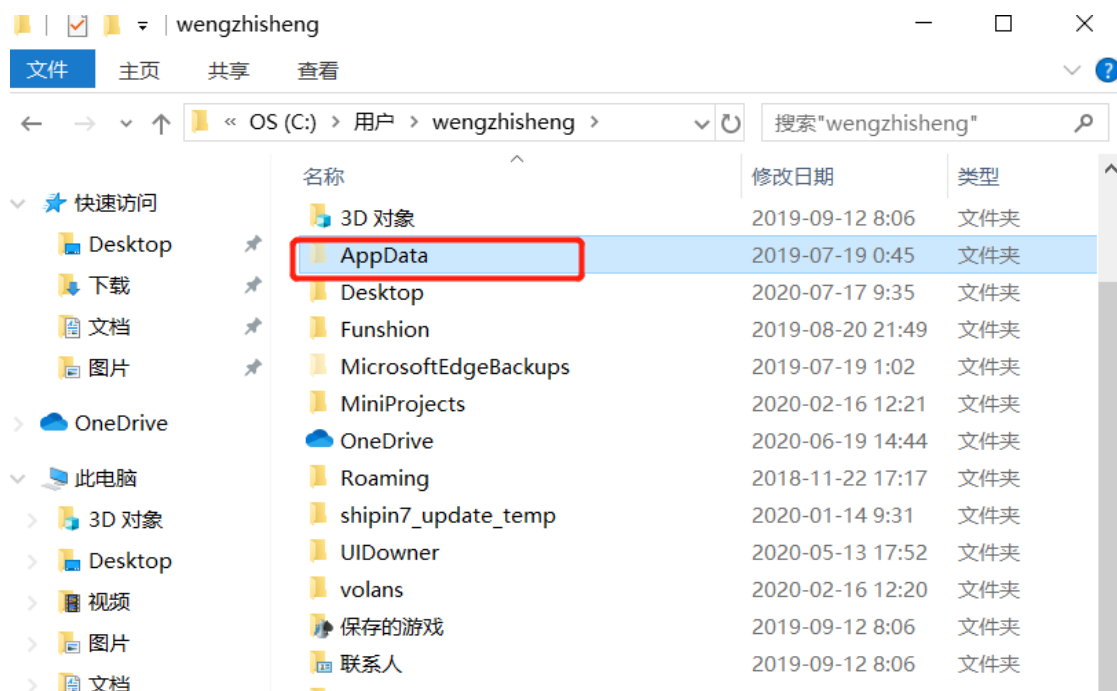 wengzhisheng
文件 主页 共享 查看
« OS (C:) > 用户 > wengzhisheng > 搜索"wengzhisheng"
名称 修改日期 类型
快速访问
Desktop
下载
文档
图片
OneDrive
此电脑
3D 对象
Desktop
视频
图片
文档
3D 对象 2019-09-12 8:06 文件夹
AppData 2019-07-19 0:45 文件夹
Desktop 2020-07-17 9:35 文件夹
Funshion 2019-08-20 21:49 文件夹
MicrosoftEdgeBackups 2019-07-19 1:02 文件夹
MiniProjects 2020-02-16 12:21 文件夹
OneDrive 2020-06-19 14:44 文件夹
Roaming 2018-11-22 17:17 文件夹
shipin7_update_temp 2020-01-14 9:31 文件夹
UIDowner 2020-05-13 17:52 文件夹
volans 2020-02-16 12:20 文件夹
保存的游戏 2019-09-12 8:06 文件夹
联系人 2019-09-12 8:06 文件夹